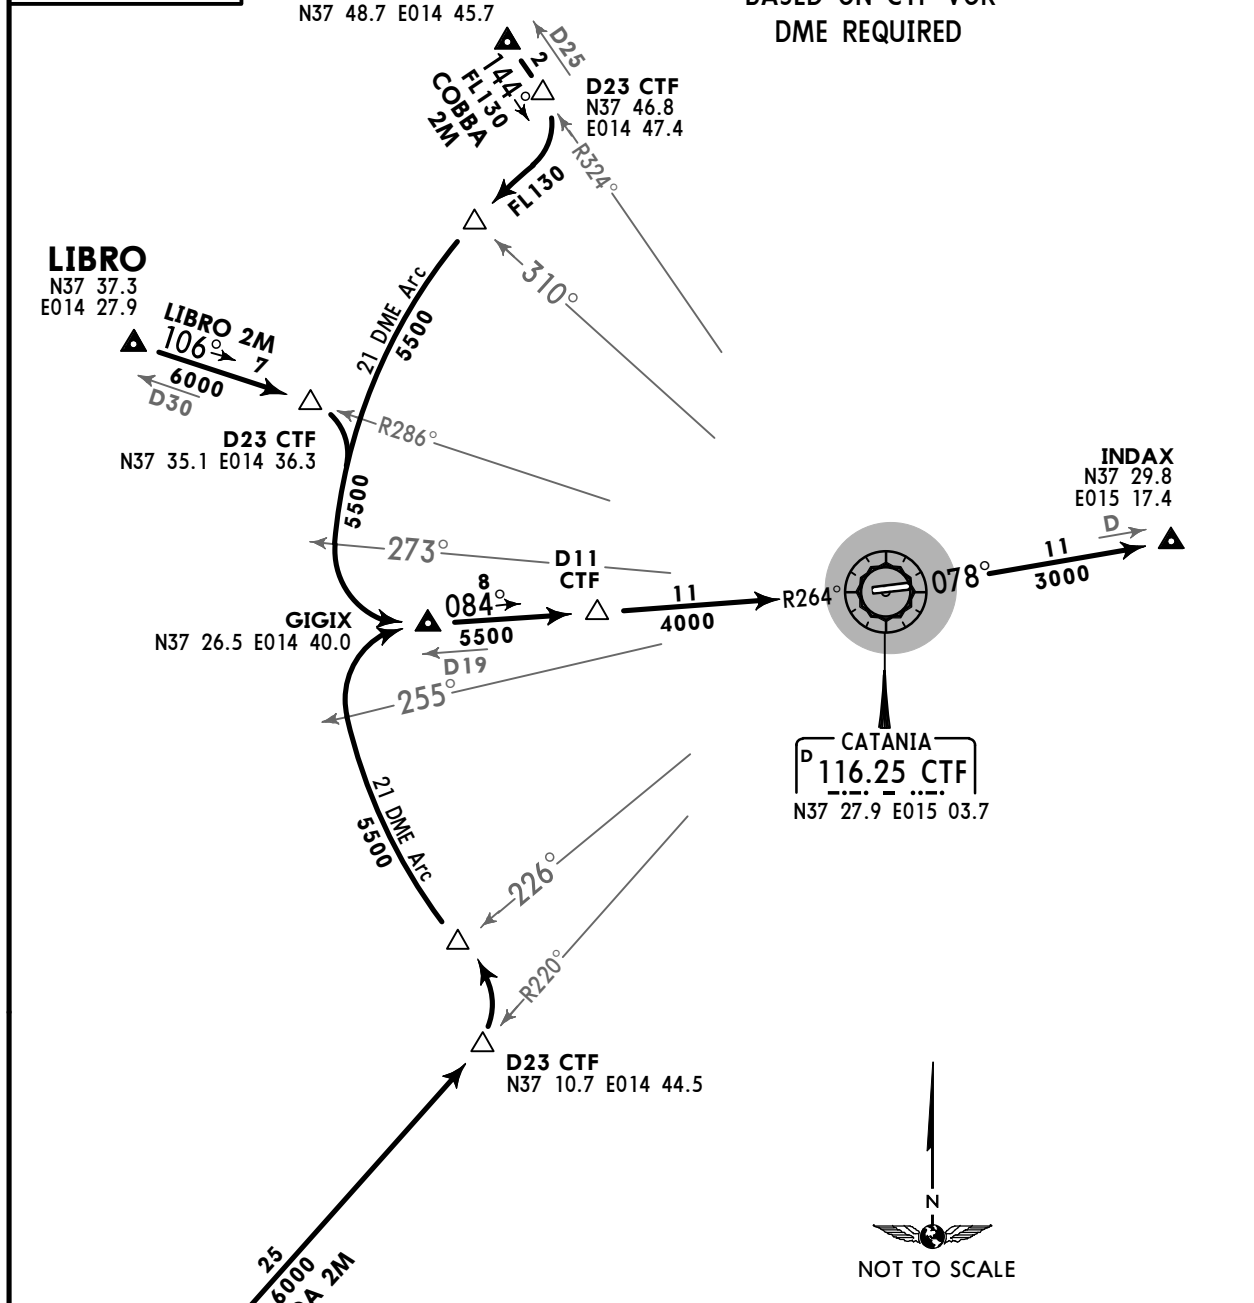 N37 48.7 E014 45.7
DME REQUIRED
D25
2
144°
FL130
COBBA
2M
D23 CTF
N37 46.8
E014 47.4
R324°
FL130
310°
LIBRO
N37 37.3
E014 27.9
LIBRO 2M
106°
7
6000
D30
21 DME Arc
5500
R286°
D23 CTF
N37 35.1 E014 36.3
5500
273°
INDAX
N37 29.8
E015 17.4
D
11
3000
078°
D11
CTF
8
084°
5500
D19
11
4000
R264°
GIGIX
N37 26.5 E014 40.0
255°
CATANIA
D
116.25 CTF
N37 27.9 E015 03.7
21 DME Arc
5500
226°
R220°
D23 CTF
N37 10.7 E014 44.5
25
6000
2M
N
NOT TO SCALE